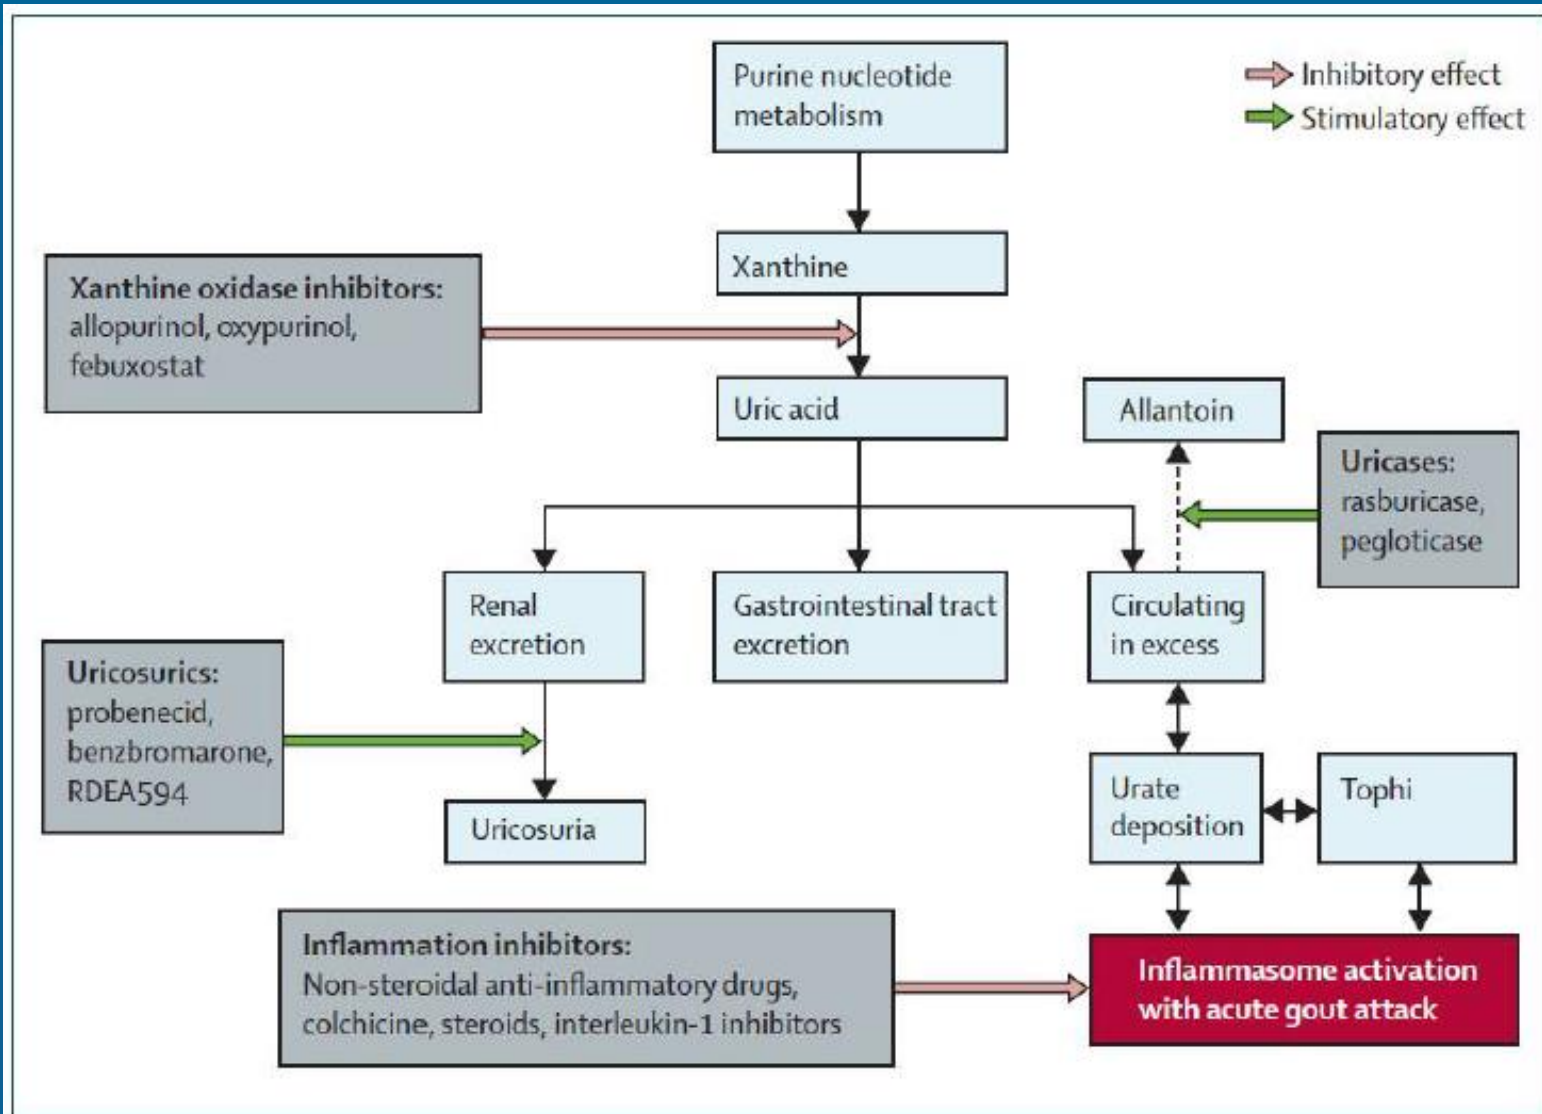 Purine nucleotide
metabolism
Inhibitory effect
Stimulatory effect
Xanthine
Xanthine oxidase inhibitors:
allopurinol, oxypurinol,
febuxostat
Uric acid
Allantoin
Uricases:
rasburicase,
pegloticase
Renal
excretion
Gastrointestinal tract
excretion
Circulating
in excess
Uricosurics:
probenecid,
benzbromarone,
RDEA594
Uricosuria
Urate
deposition
Tophi
Inflammation inhibitors:
Non-steroidal anti-inflammatory drugs,
colchicine, steroids, interleukin-1 inhibitors
Inflammasome activation
with acute gout attack